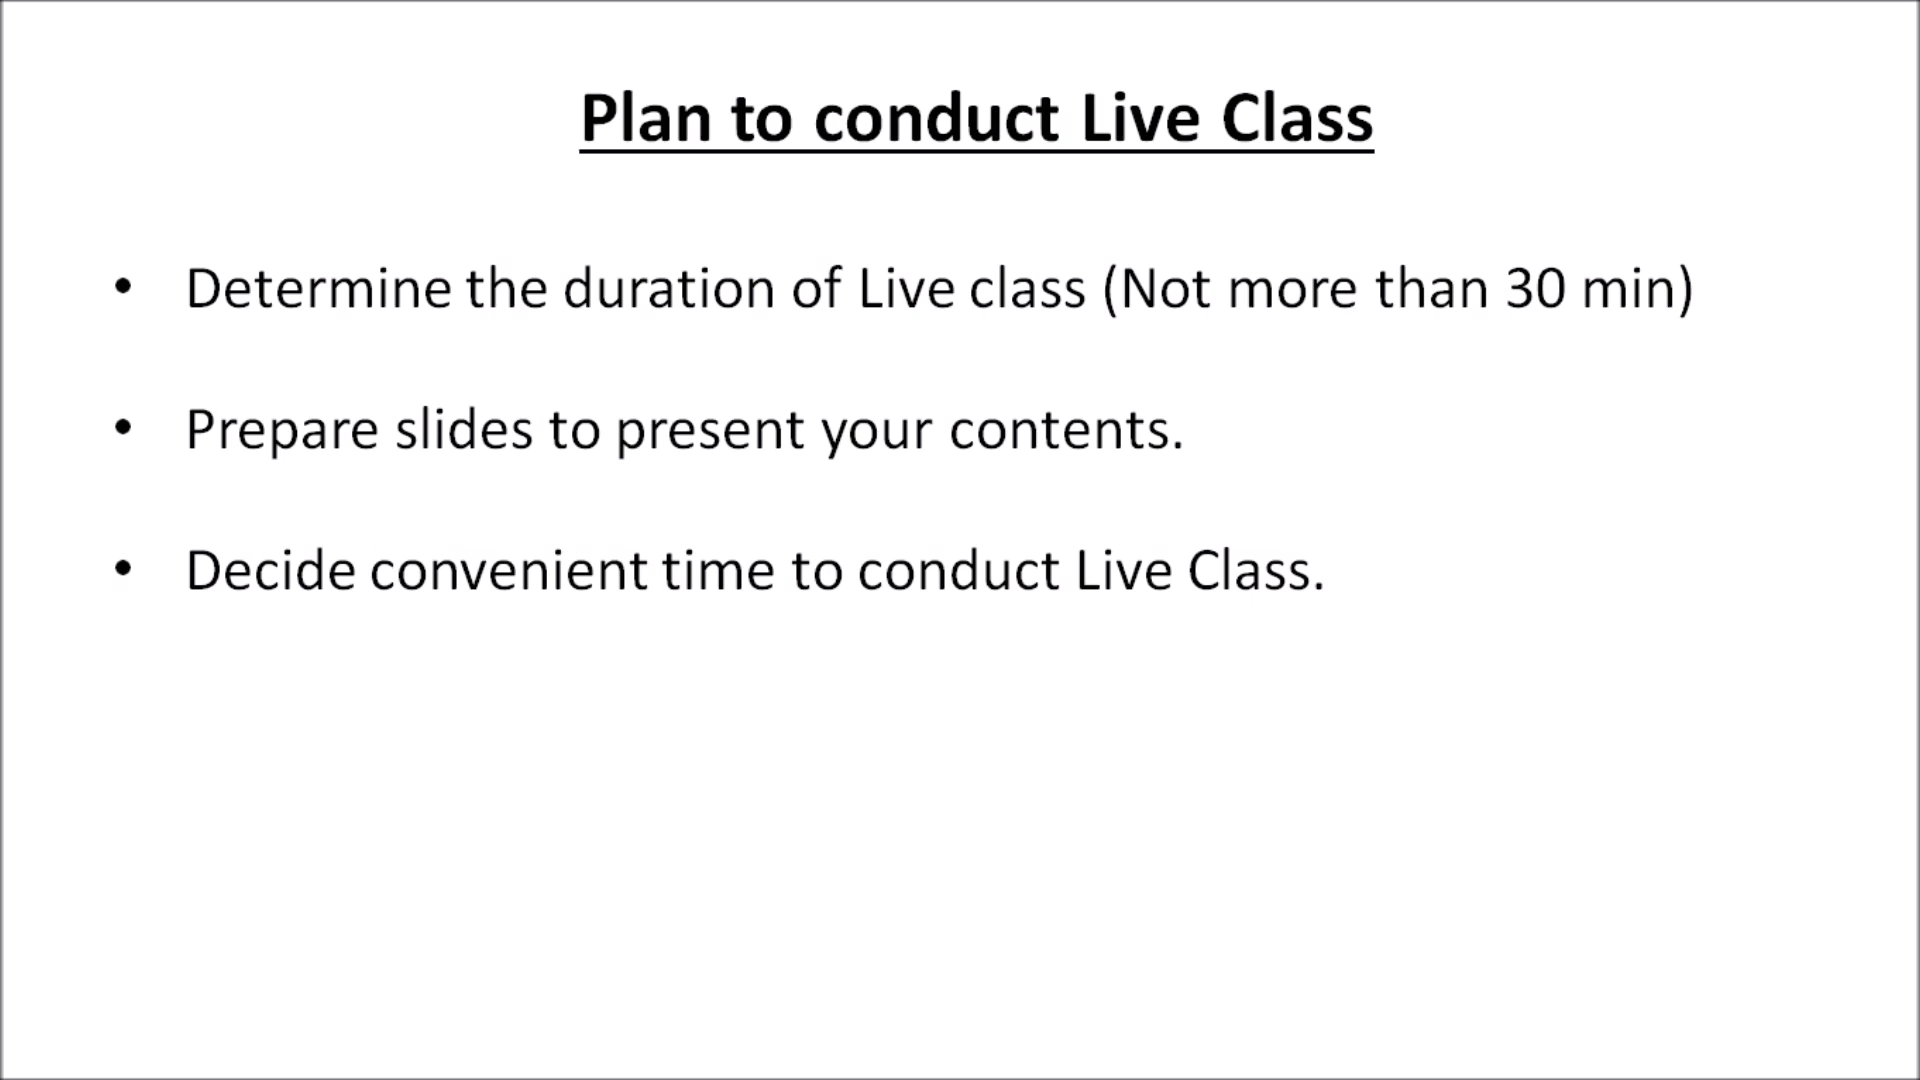 Plan to conduct Live Class
• Determine the duration of Live class (Not more than 30 min)
• Prepare slides to present your contents.
• Decide convenient time to conduct Live Class.